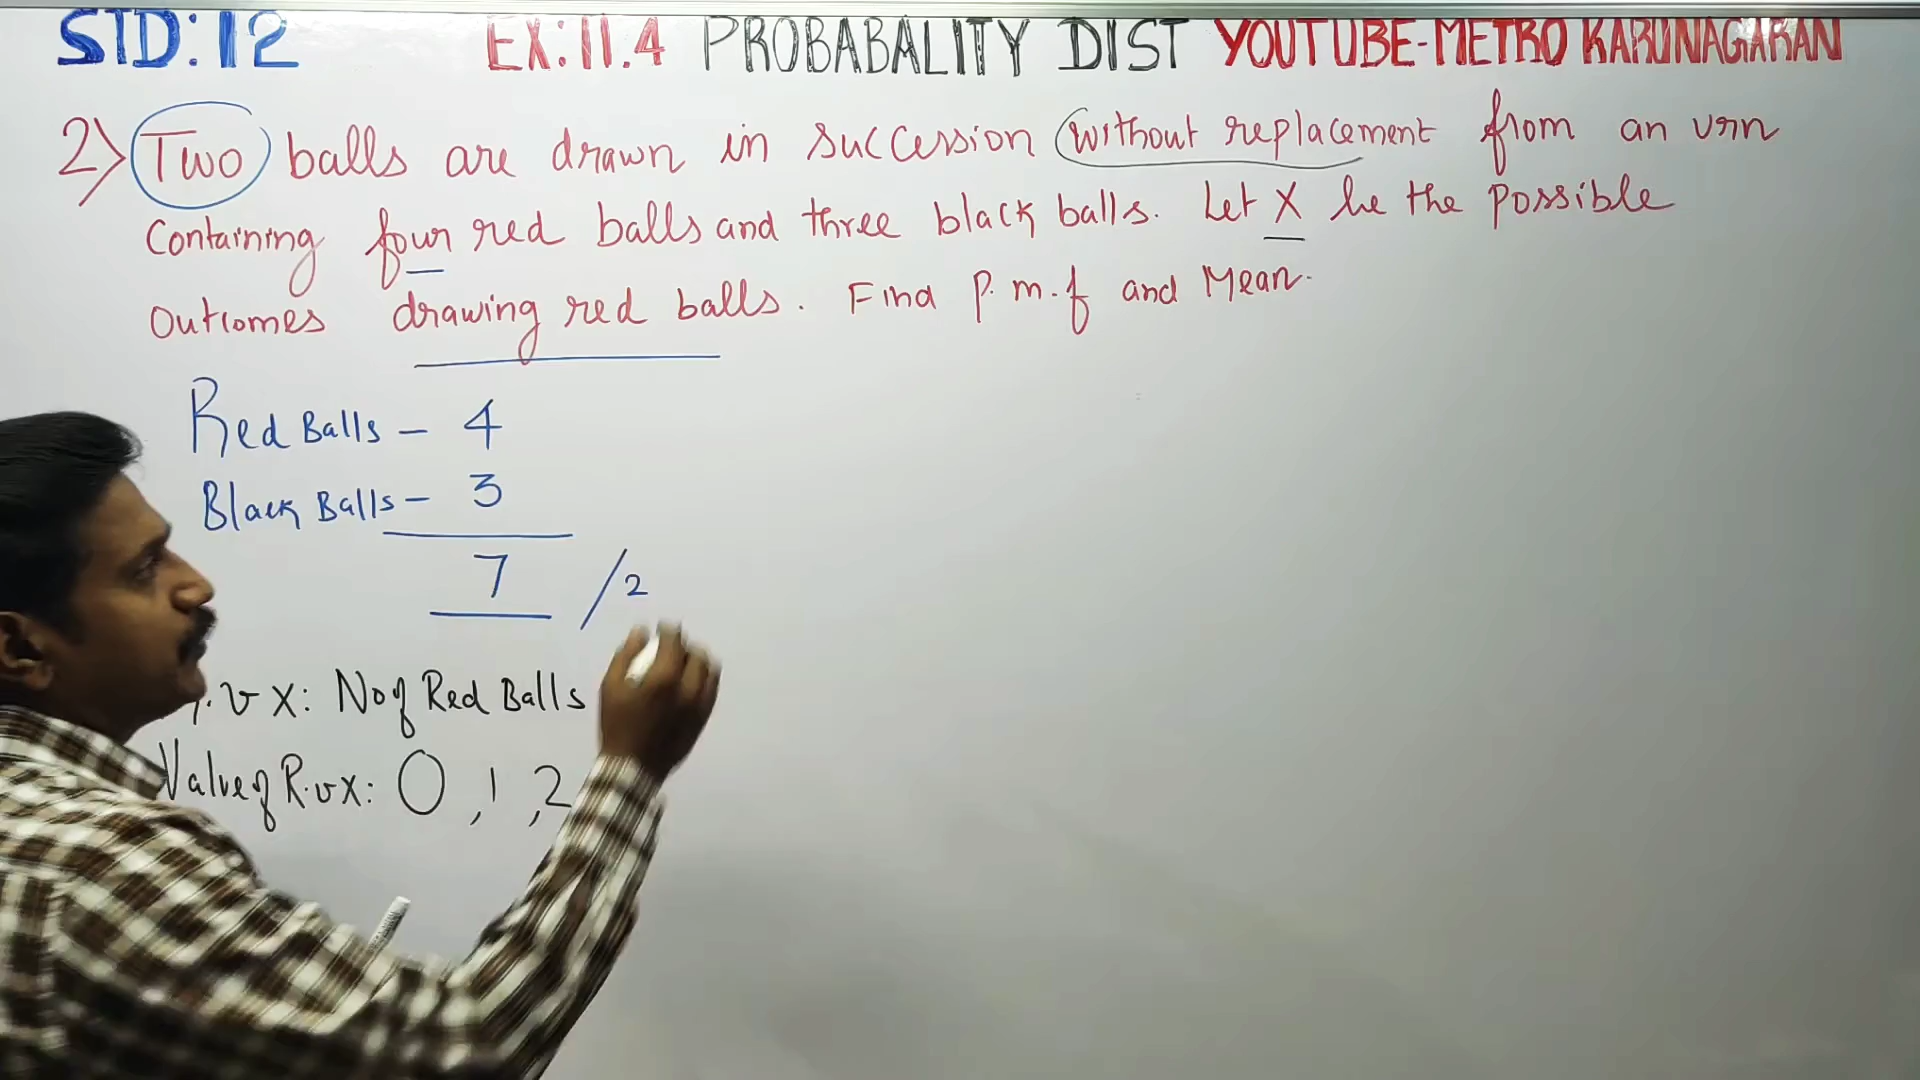 STD:12 EX:11.4 PROBABALITY DIST YOUTUBE-METRO KARUNAGARAN
2) Two balls are drawn in succession without replacement from an urn
containing four red balls and three black balls. Let X be the possible
outcomes drawing red balls. Find p.m.f and Mean.
Red Balls - 4
Black Balls - 3
7 / 2
.v X: No of Red Balls
Value of R.v X: 0, 1, 2